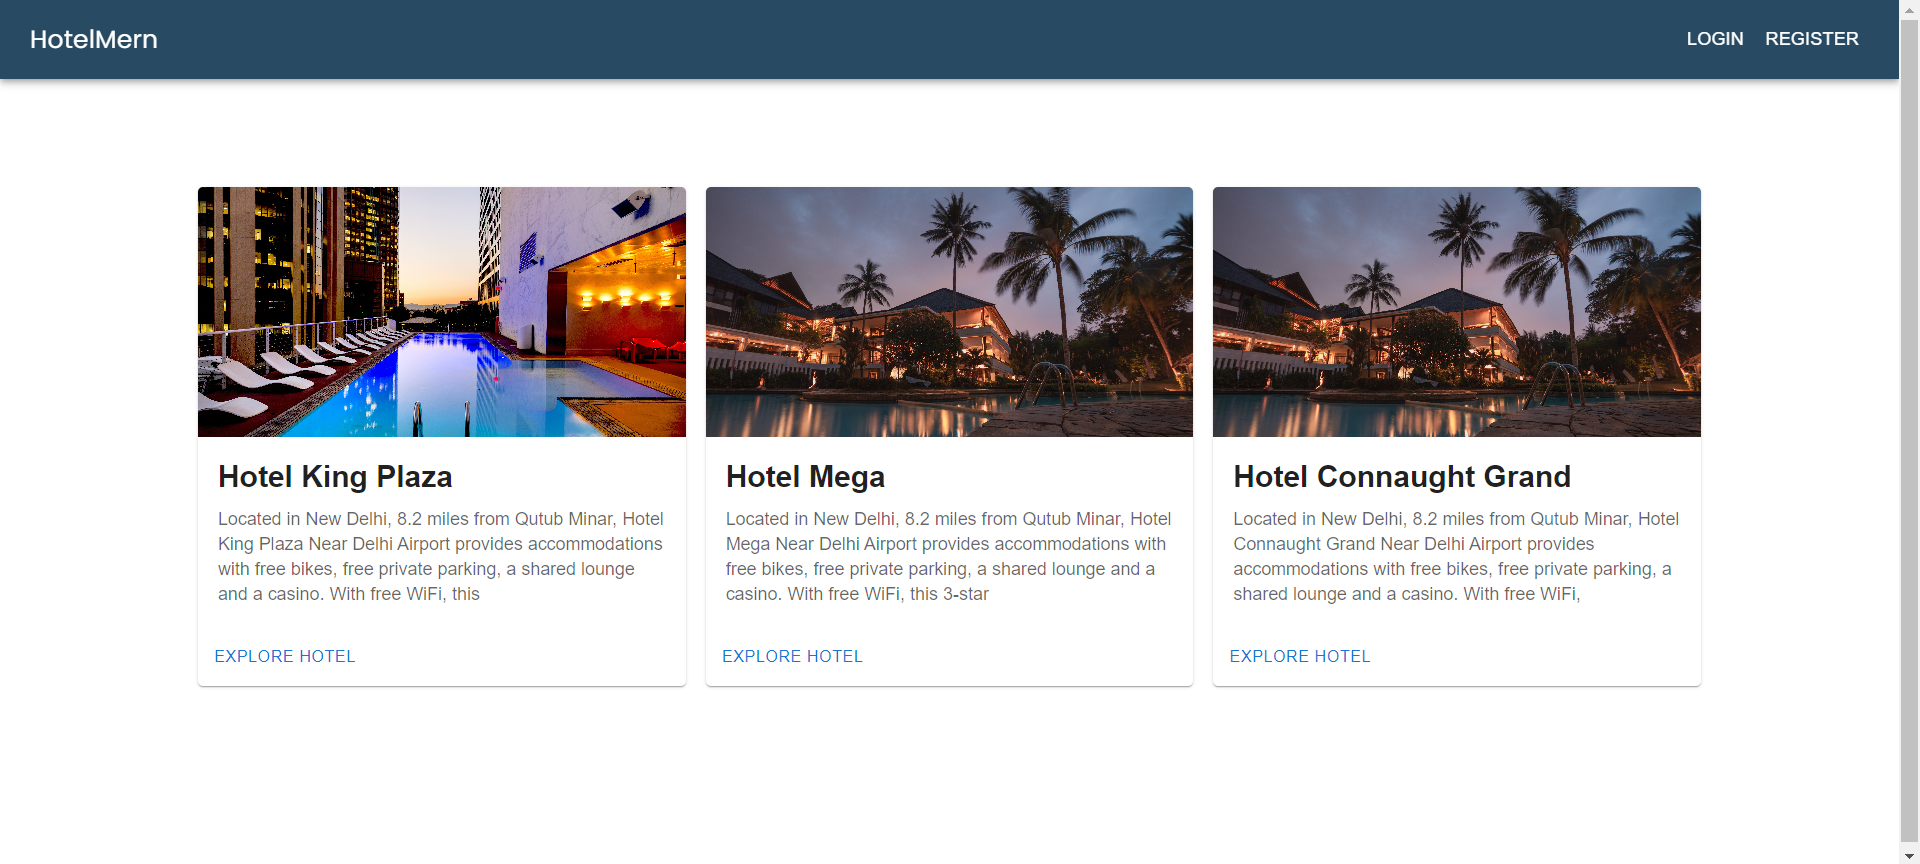 HotelMern
LOGIN REGISTER
Hotel King Plaza
Located in New Delhi, 8.2 miles from Qutub Minar, Hotel
King Plaza Near Delhi Airport provides accommodations
with free bikes, free private parking, a shared lounge
and a casino. With free WiFi, this
EXPLORE HOTEL
Hotel Mega
Located in New Delhi, 8.2 miles from Qutub Minar, Hotel
Mega Near Delhi Airport provides accommodations with
free bikes, free private parking, a shared lounge and a
casino. With free WiFi, this 3-star
EXPLORE HOTEL
Hotel Connaught Grand
Located in New Delhi, 8.2 miles from Qutub Minar, Hotel
Connaught Grand Near Delhi Airport provides
accommodations with free bikes, free private parking, a
shared lounge and a casino. With free WiFi,
EXPLORE HOTEL